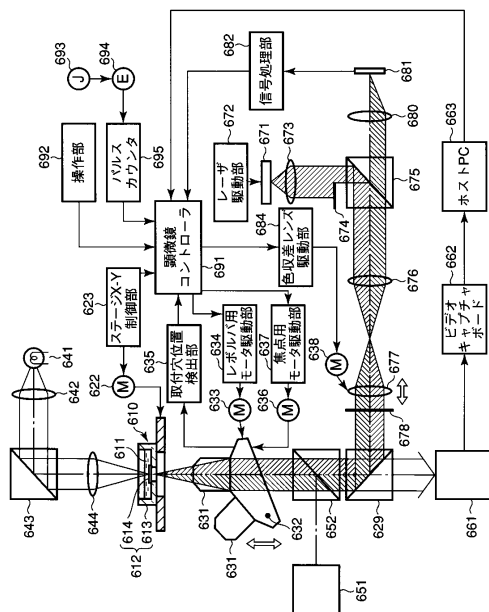 643
642
641
644
622
623
ステージX-Y
制御部
692
操作部
693
J
612
614
611
610
613
M
E
694
パルス
カウンタ
695
635
取付穴位置
検出部
顕微鏡
コントローラ
691
631
633
M
レボルバ用
モータ駆動部
634
672
レーザ
駆動部
682
信号処理部
631
632
636
M
焦点用
モータ駆動部
637
684
色収差レンズ
駆動部
671
673
651
652
638
M
674
675
680
681
629
678
677
676
661
662
ビデオ
キャプチャ
ボード
663
ホストPC